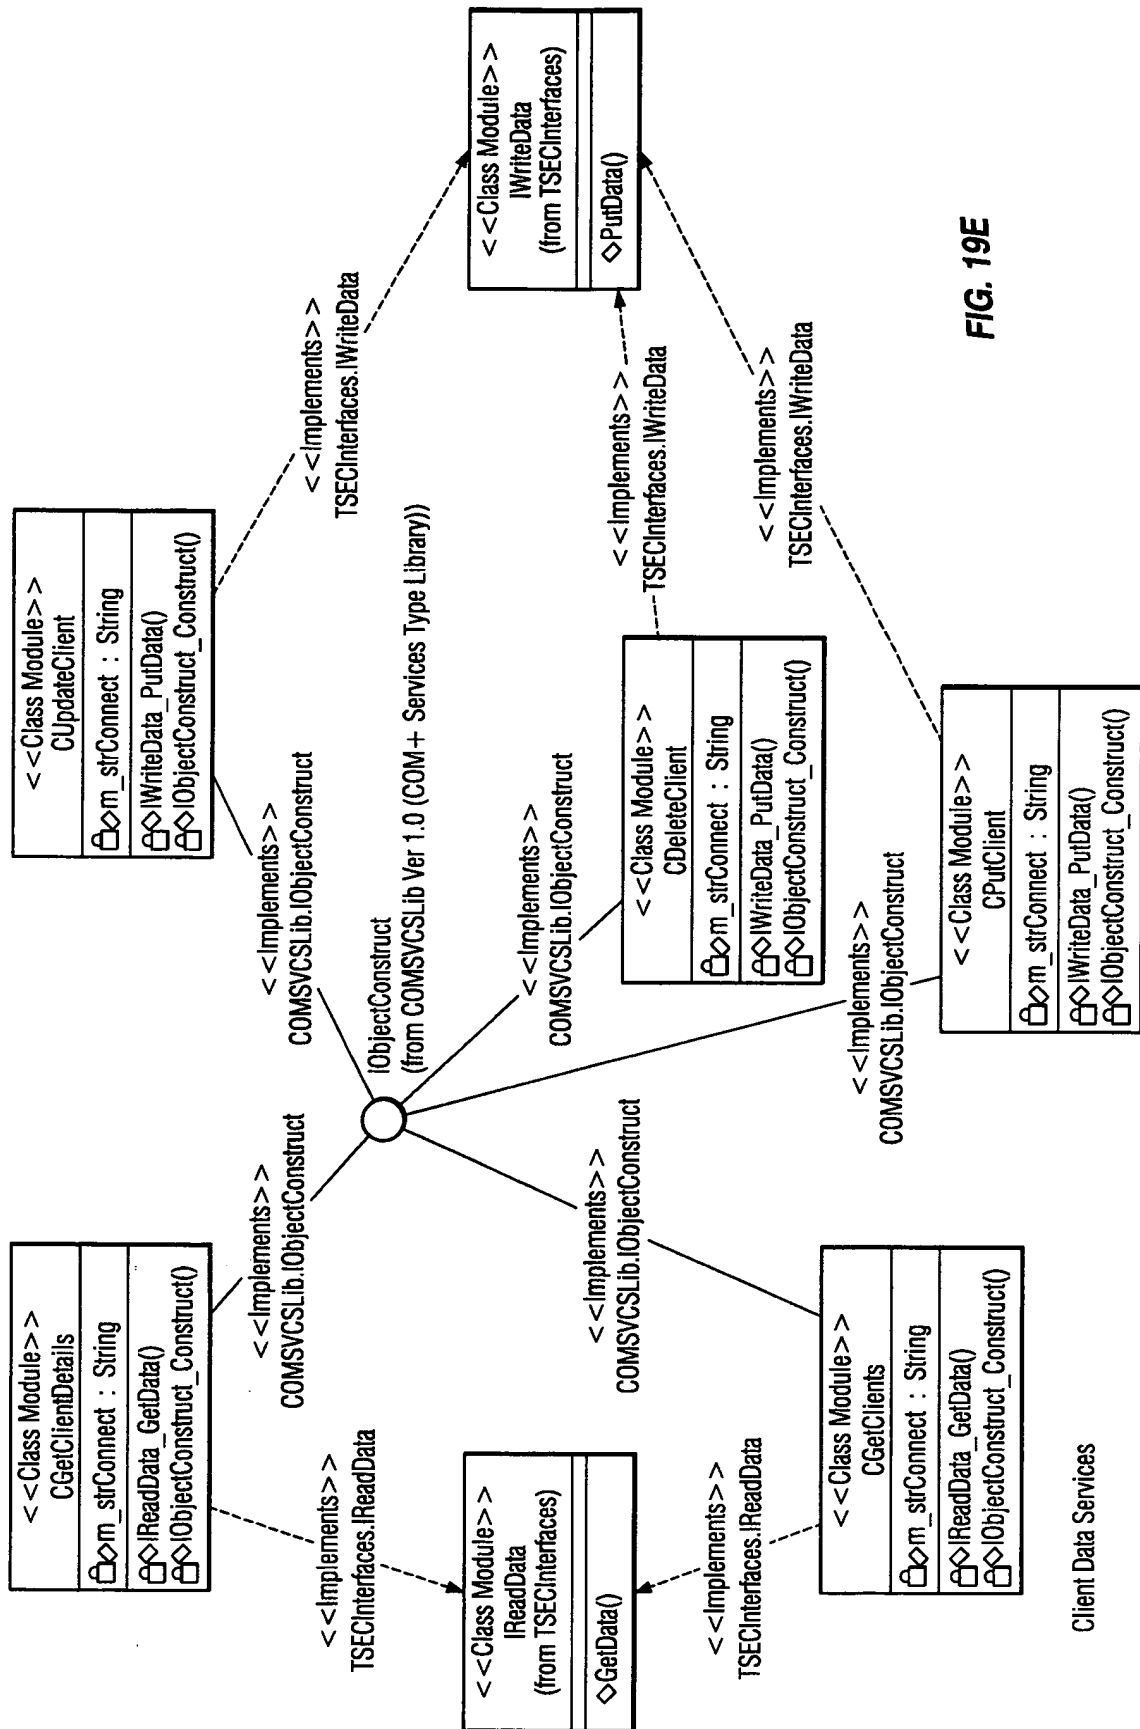 <<Class Module>>
CGetClientDetails
m_strConnect : String
IReadData_GetData()
IObjectConstruct_Construct()
<<Class Module>>
CUpdateClient
m_strConnect : String
IWriteData_PutData()
IObjectConstruct_Construct()
<<Implements>>
COMSVCSLib.IObjectConstruct
<<Implements>>
COMSVCSLib.IObjectConstruct
<<Implements>>
TSECInterfaces.IWriteData
<<Implements>>
TSECInterfaces.IReadData
IObjectConstruct
(from COMSVCSLib Ver 1.0 (COM+ Services Type Library))
<<Class Module>>
IReadData
(from TSECInterfaces)
GetData()
<<Class Module>>
IWriteData
(from TSECInterfaces)
PutData()
<<Implements>>
COMSVCSLib.IObjectConstruct
<<Implements>>
COMSVCSLib.IObjectConstruct
<<Implements>>
TSECInterfaces.IWriteData
<<Class Module>>
CDeleteClient
m_strConnect : String
IWriteData_PutData()
IObjectConstruct_Construct()
<<Implements>>
TSECInterfaces.IReadData
<<Implements>>
TSECInterfaces.IWriteData
<<Class Module>>
CGetClients
m_strConnect : String
IReadData_GetData()
IObjectConstruct_Construct()
<<Implements>>
COMSVCSLib.IObjectConstruct
<<Class Module>>
CPutClient
m_strConnect : String
IWriteData_PutData()
IObjectConstruct_Construct()
Client Data Services
FIG. 19E